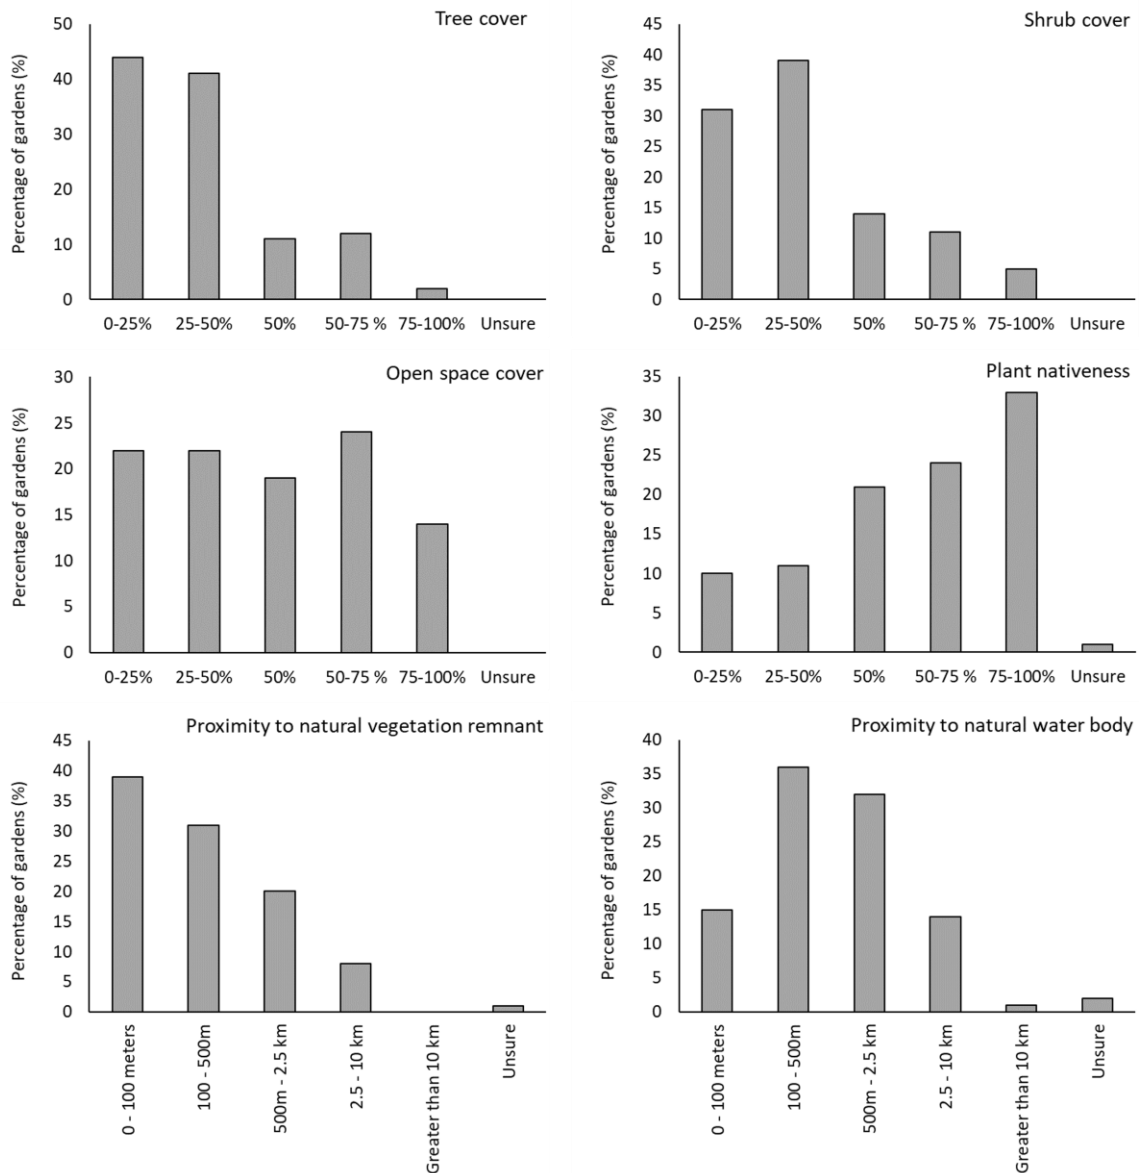 Tree cover
Percentage of gardens (%)
50
40
30
20
10
0
0-25% 25-50% 50% 50-75 % 75-100% Unsure
Shrub cover
Percentage of gardens (%)
45
40
35
30
25
20
15
10
5
0
0-25% 25-50% 50% 50-75 % 75-100% Unsure
Open space cover
Percentage of gardens (%)
30
25
20
15
10
5
0
0-25% 25-50% 50% 50-75 % 75-100% Unsure
Plant nativeness
Percentage of gardens (%)
35
30
25
20
15
10
5
0
0-25% 25-50% 50% 50-75 % 75-100% Unsure
Proximity to natural vegetation remnant
Percentage of gardens (%)
45
40
35
30
25
20
15
10
5
0
0 - 100 meters
100 - 500m
500m - 2.5 km
2.5 - 10 km
Greater than 10 km
Unsure
Proximity to natural water body
Percentage of gardens (%)
40
35
30
25
20
15
10
5
0
0 - 100 meters
100 - 500m
500m - 2.5 km
2.5 - 10 km
Greater than 10 km
Unsure